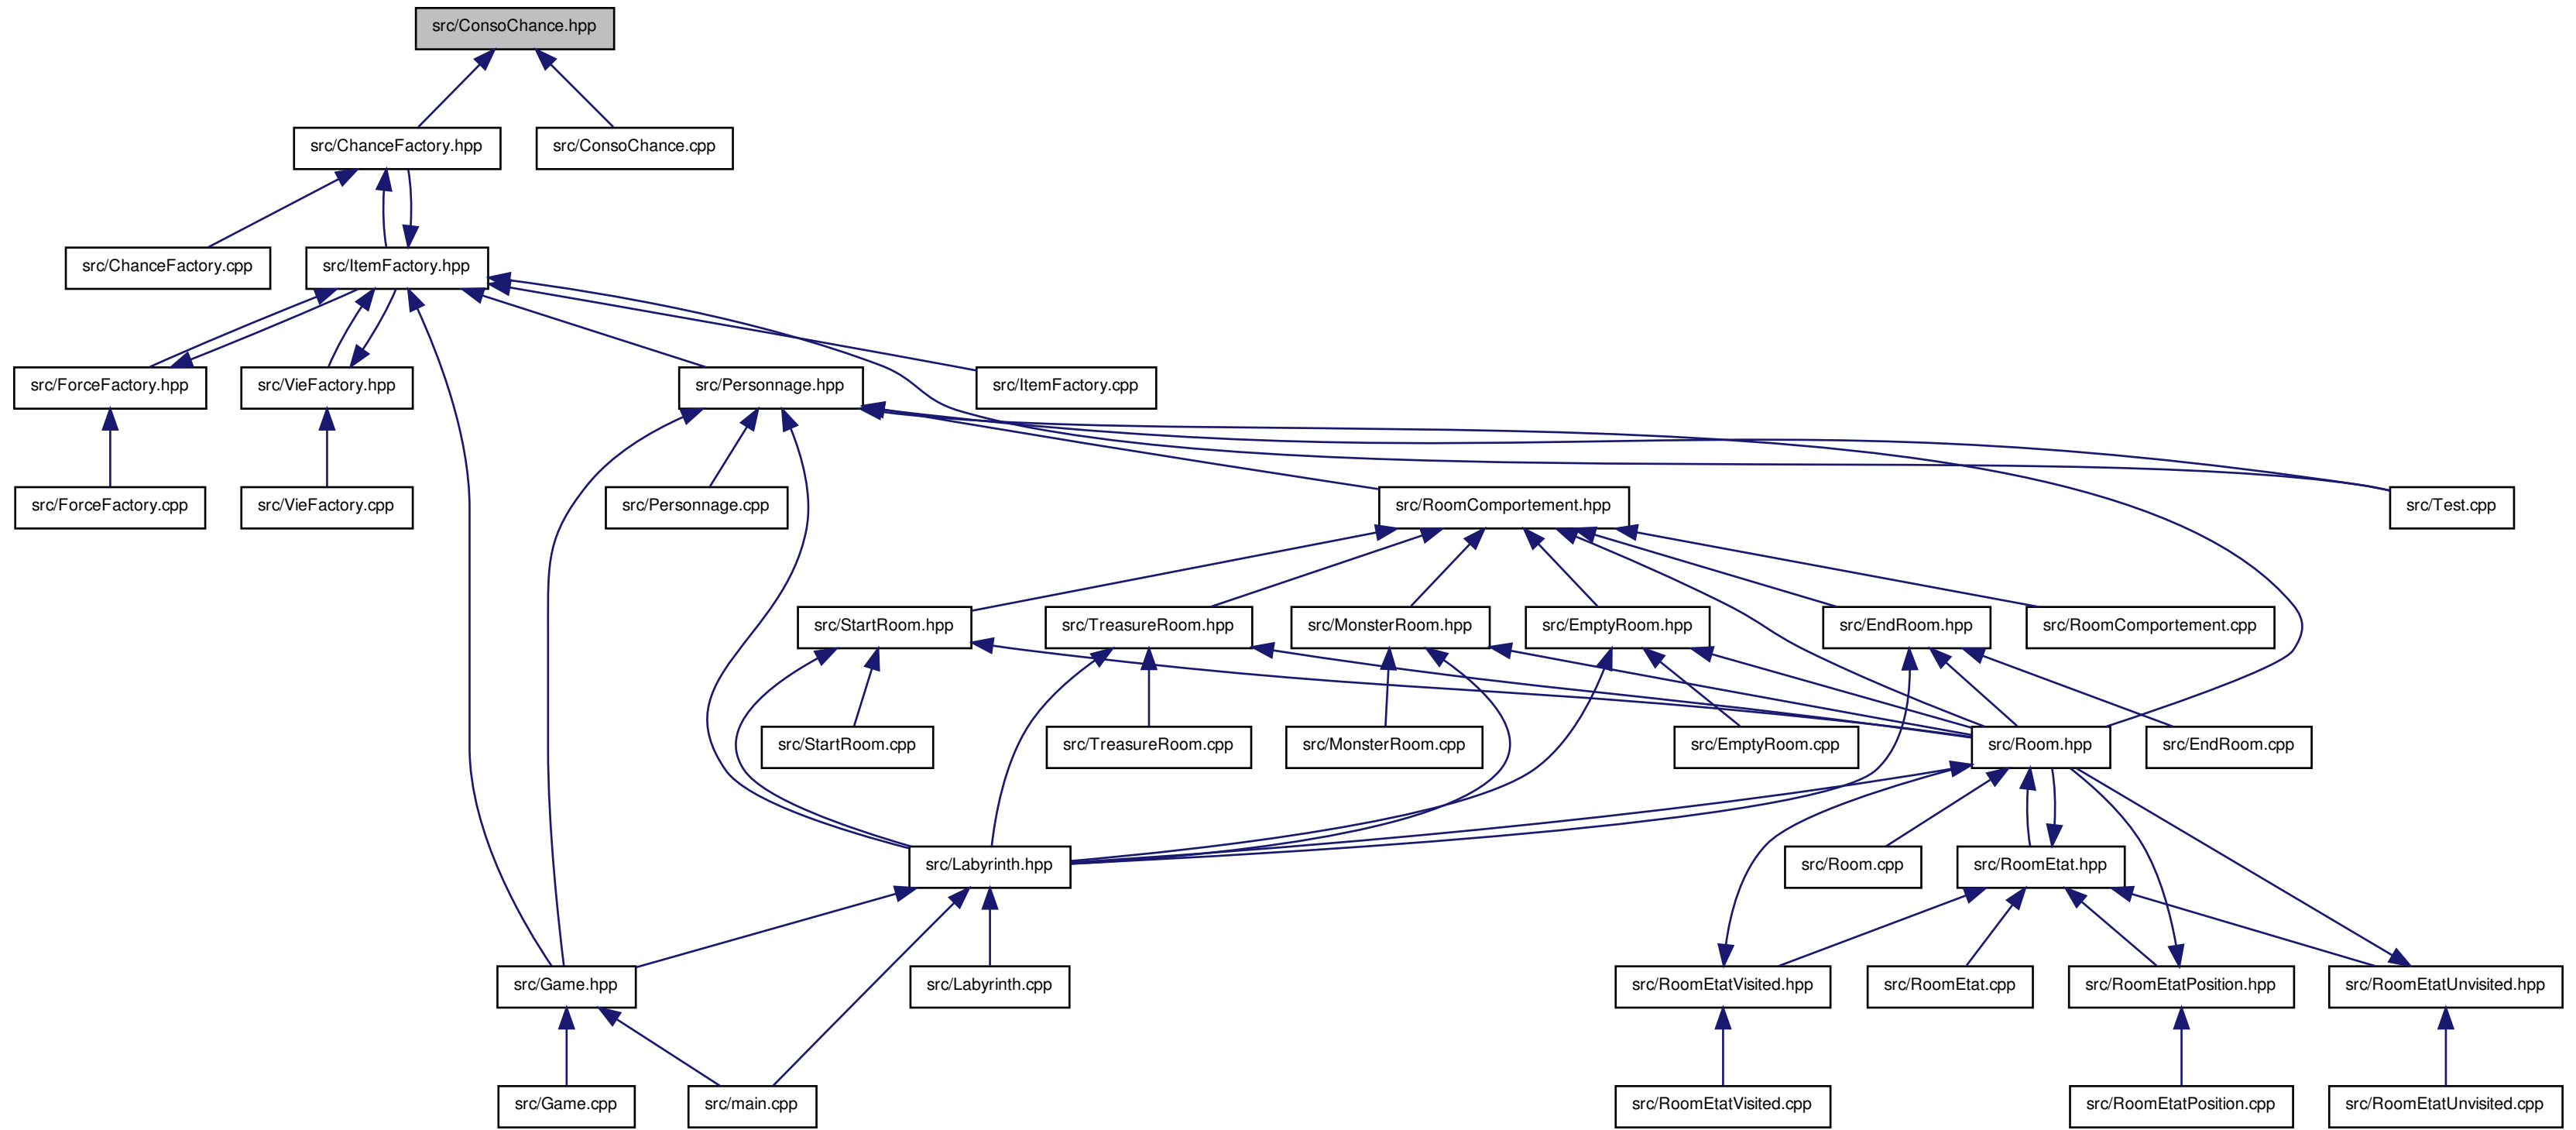 src/ConsoChance.hpp
src/ChanceFactory.hpp
src/ConsoChance.cpp
src/ChanceFactory.cpp
src/ItemFactory.hpp
src/ForceFactory.hpp
src/VieFactory.hpp
src/Personnage.hpp
src/ItemFactory.cpp
src/ForceFactory.cpp
src/VieFactory.cpp
src/Personnage.cpp
src/RoomComportement.hpp
src/Test.cpp
src/StartRoom.hpp
src/TreasureRoom.hpp
src/MonsterRoom.hpp
src/EmptyRoom.hpp
src/EndRoom.hpp
src/RoomComportement.cpp
src/StartRoom.cpp
src/TreasureRoom.cpp
src/MonsterRoom.cpp
src/EmptyRoom.cpp
src/Room.hpp
src/EndRoom.cpp
src/Labyrinth.hpp
src/Room.cpp
src/RoomEtat.hpp
src/Game.hpp
src/Labyrinth.cpp
src/RoomEtatVisited.hpp
src/RoomEtat.cpp
src/RoomEtatPosition.hpp
src/RoomEtatUnvisited.hpp
src/Game.cpp
src/main.cpp
src/RoomEtatVisited.cpp
src/RoomEtatPosition.cpp
src/RoomEtatUnvisited.cpp